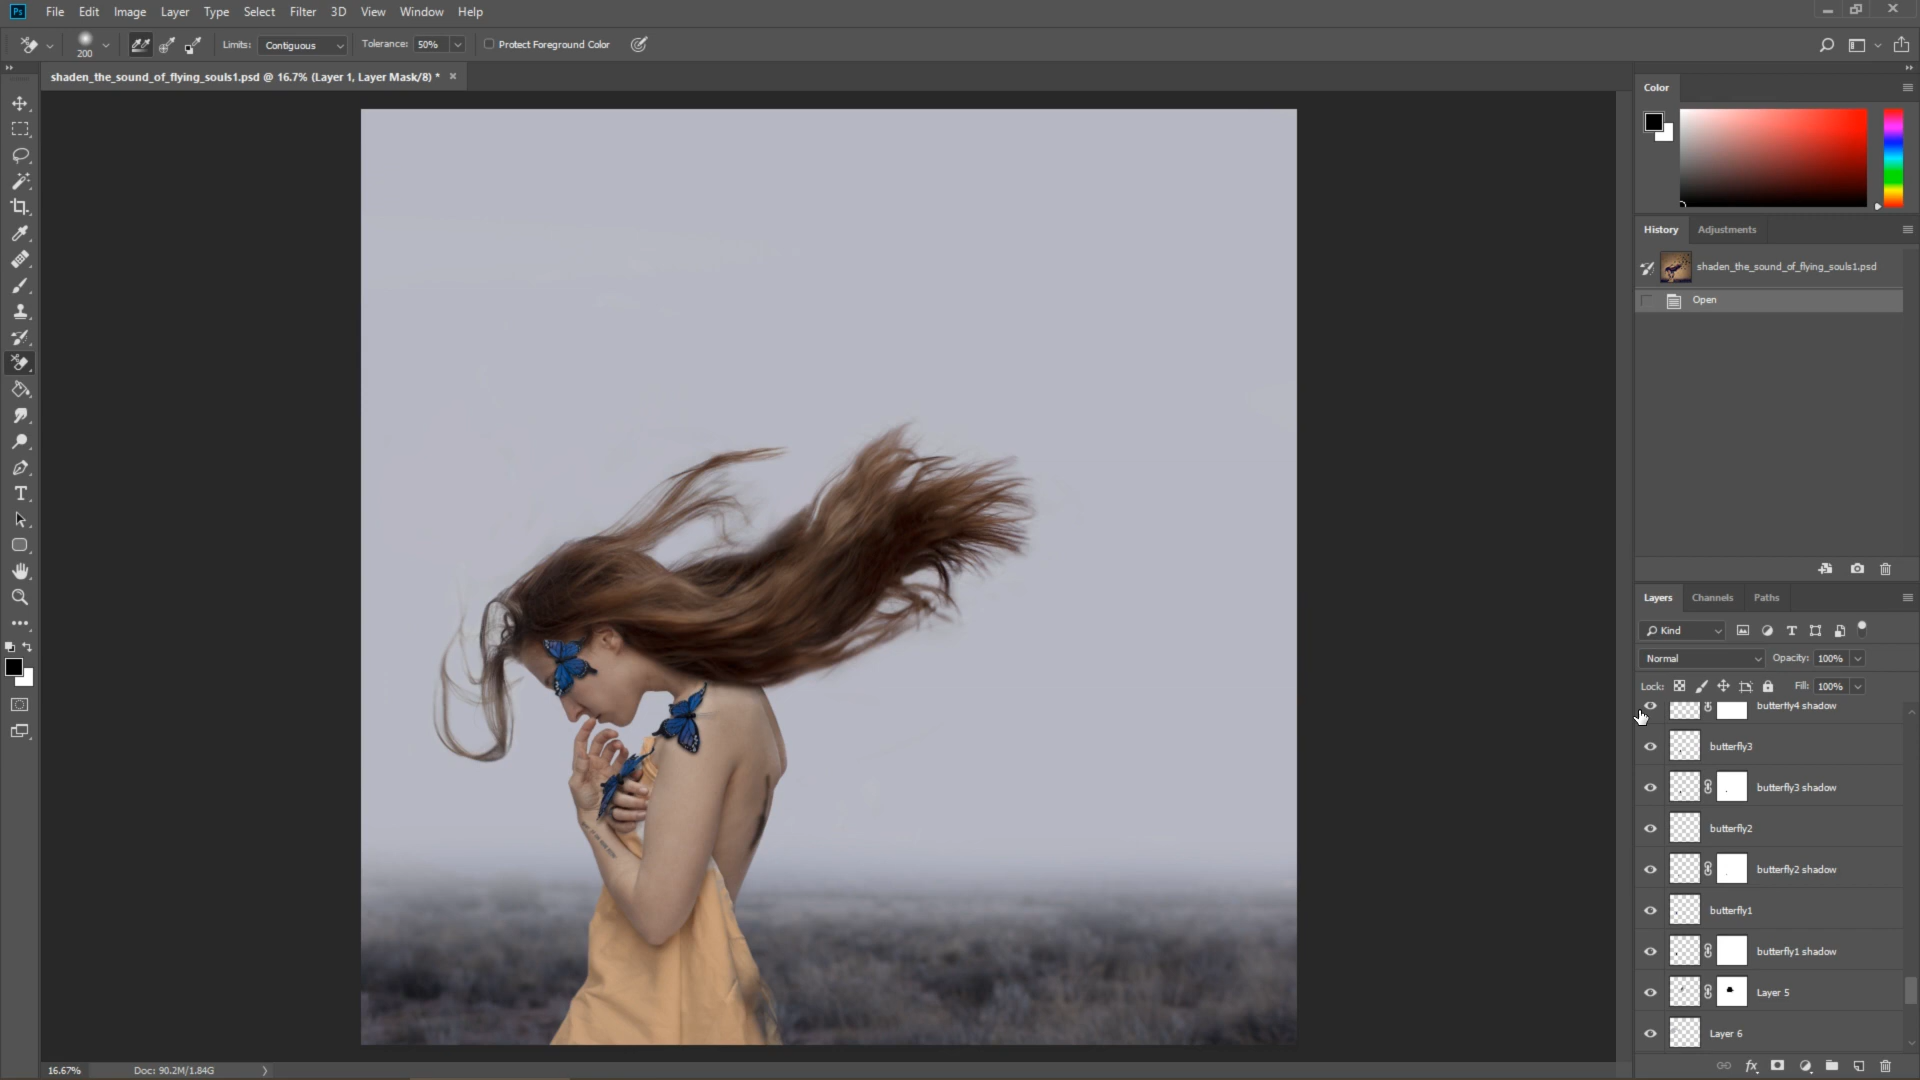 Ps File Edit Image Layer Type Select Filter 3D View Window Help
200 Limits: Contiguous Tolerance: 50% Protect Foreground Color
shaden_the_sound_of_flying_souls1.psd @ 16.7% (Layer 1, Layer Mask/8) *
Color
History Adjustments
shaden_the_sound_of_flying_souls1.psd
Open
Layers Channels Paths
Kind
Normal Opacity: 100%
Lock: Fill: 100%
butterfly4 shadow
butterfly3
butterfly3 shadow
butterfly2
butterfly2 shadow
butterfly1
butterfly1 shadow
Layer 5
Layer 6
fx
16.67% Doc: 90.2M/1.84G